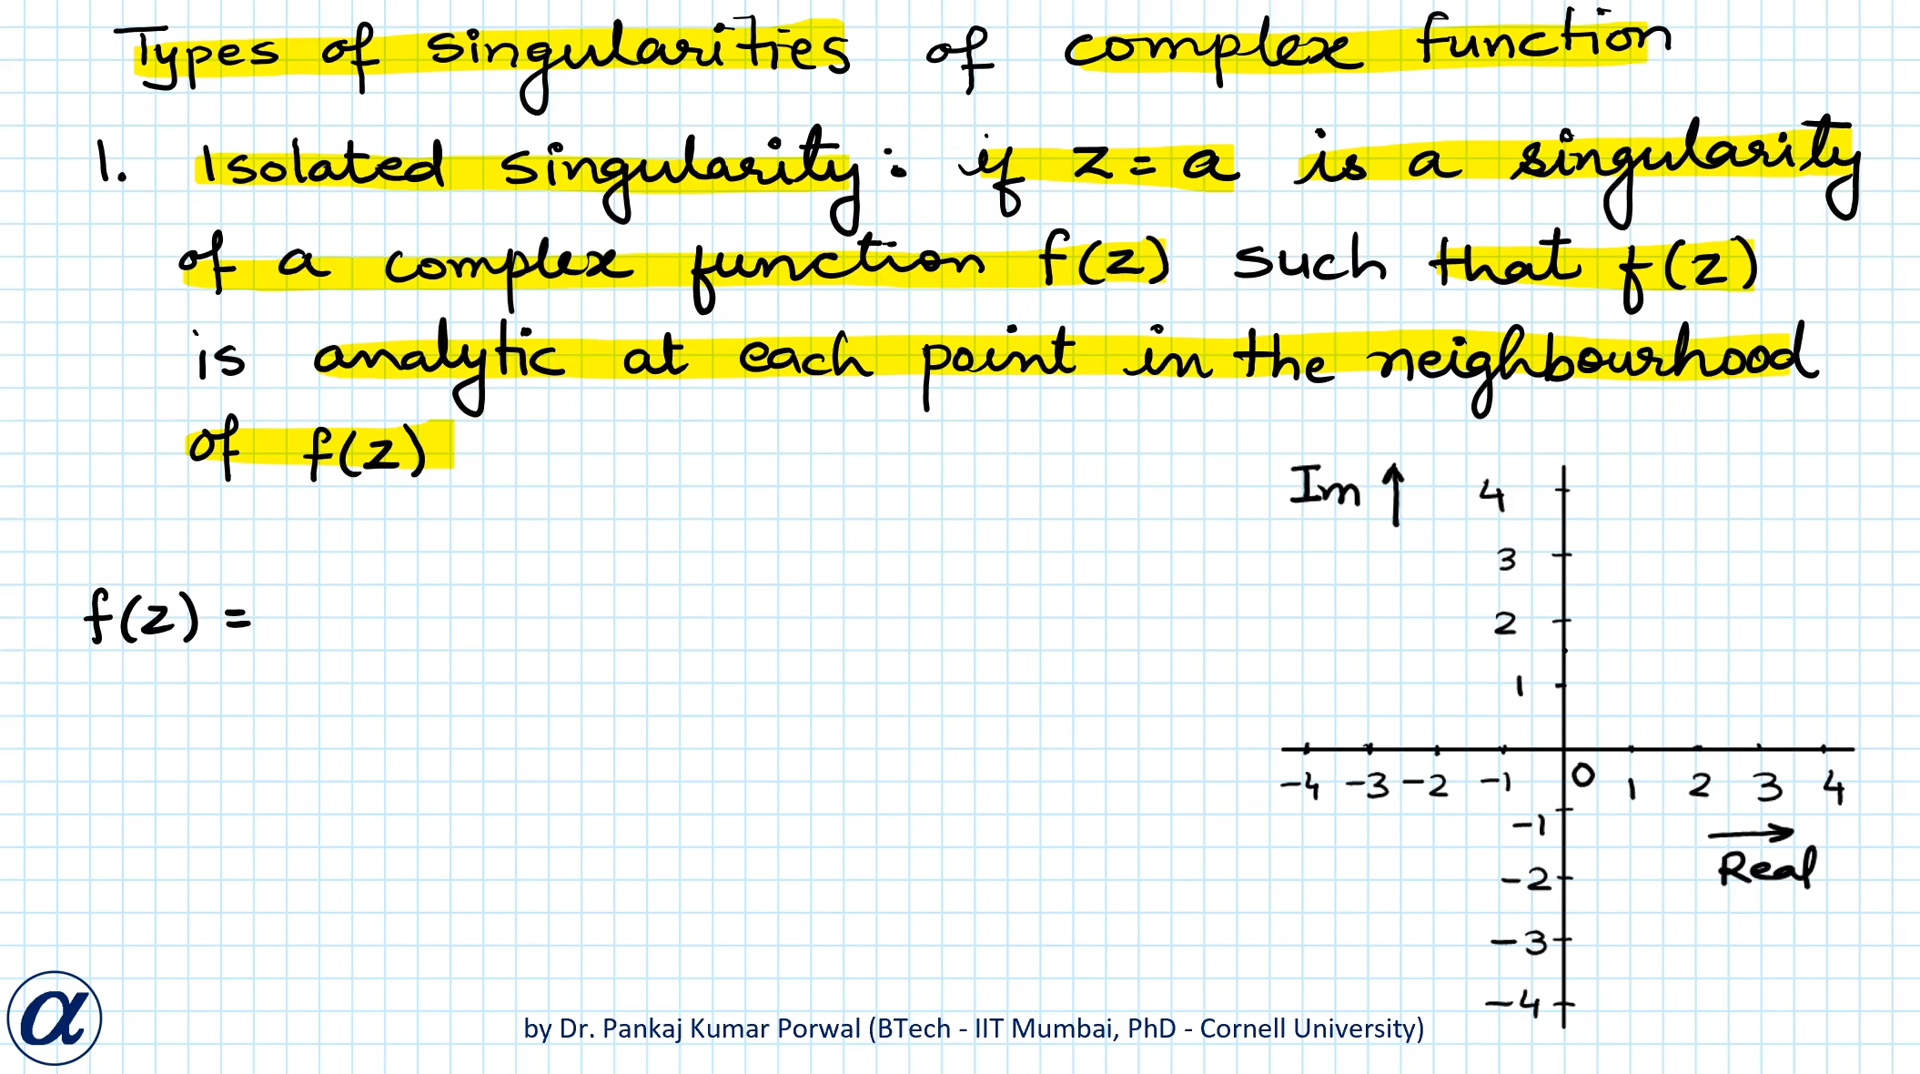 Types of singularities of complex function
1. Isolated singularity: if z = a is a singularity
of a complex function f(z) such that f(z)
is analytic at each point in the neighbourhood
of f(z)
Im ↑ 4
3
f(z) =
2
1
-4 -3 -2 -1 0 1 2 3 4
-1
→
Real
-2
-3
-4
α
by Dr. Pankaj Kumar Porwal (BTech - IIT Mumbai, PhD - Cornell University)